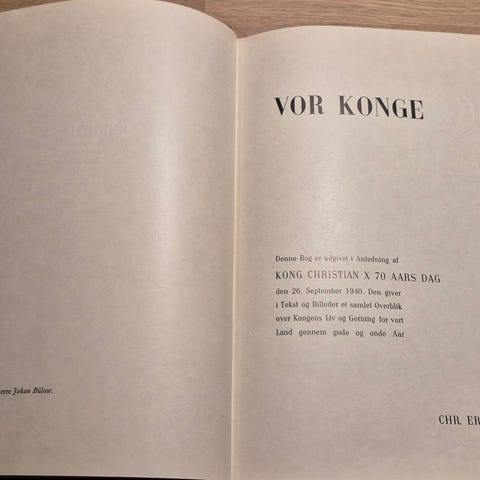 VOR KONGE
Denne Bog er udgivet i Anledning af
KONG CHRISTIAN X 70 AARS DAG
den 26. September 1940. Den giver
i Tekst og Billeder et samlet Overblik
over Kongens Liv og Gerning for vort
Land gennem gode og onde Aar
erre Johan Bülow.
CHR. ER